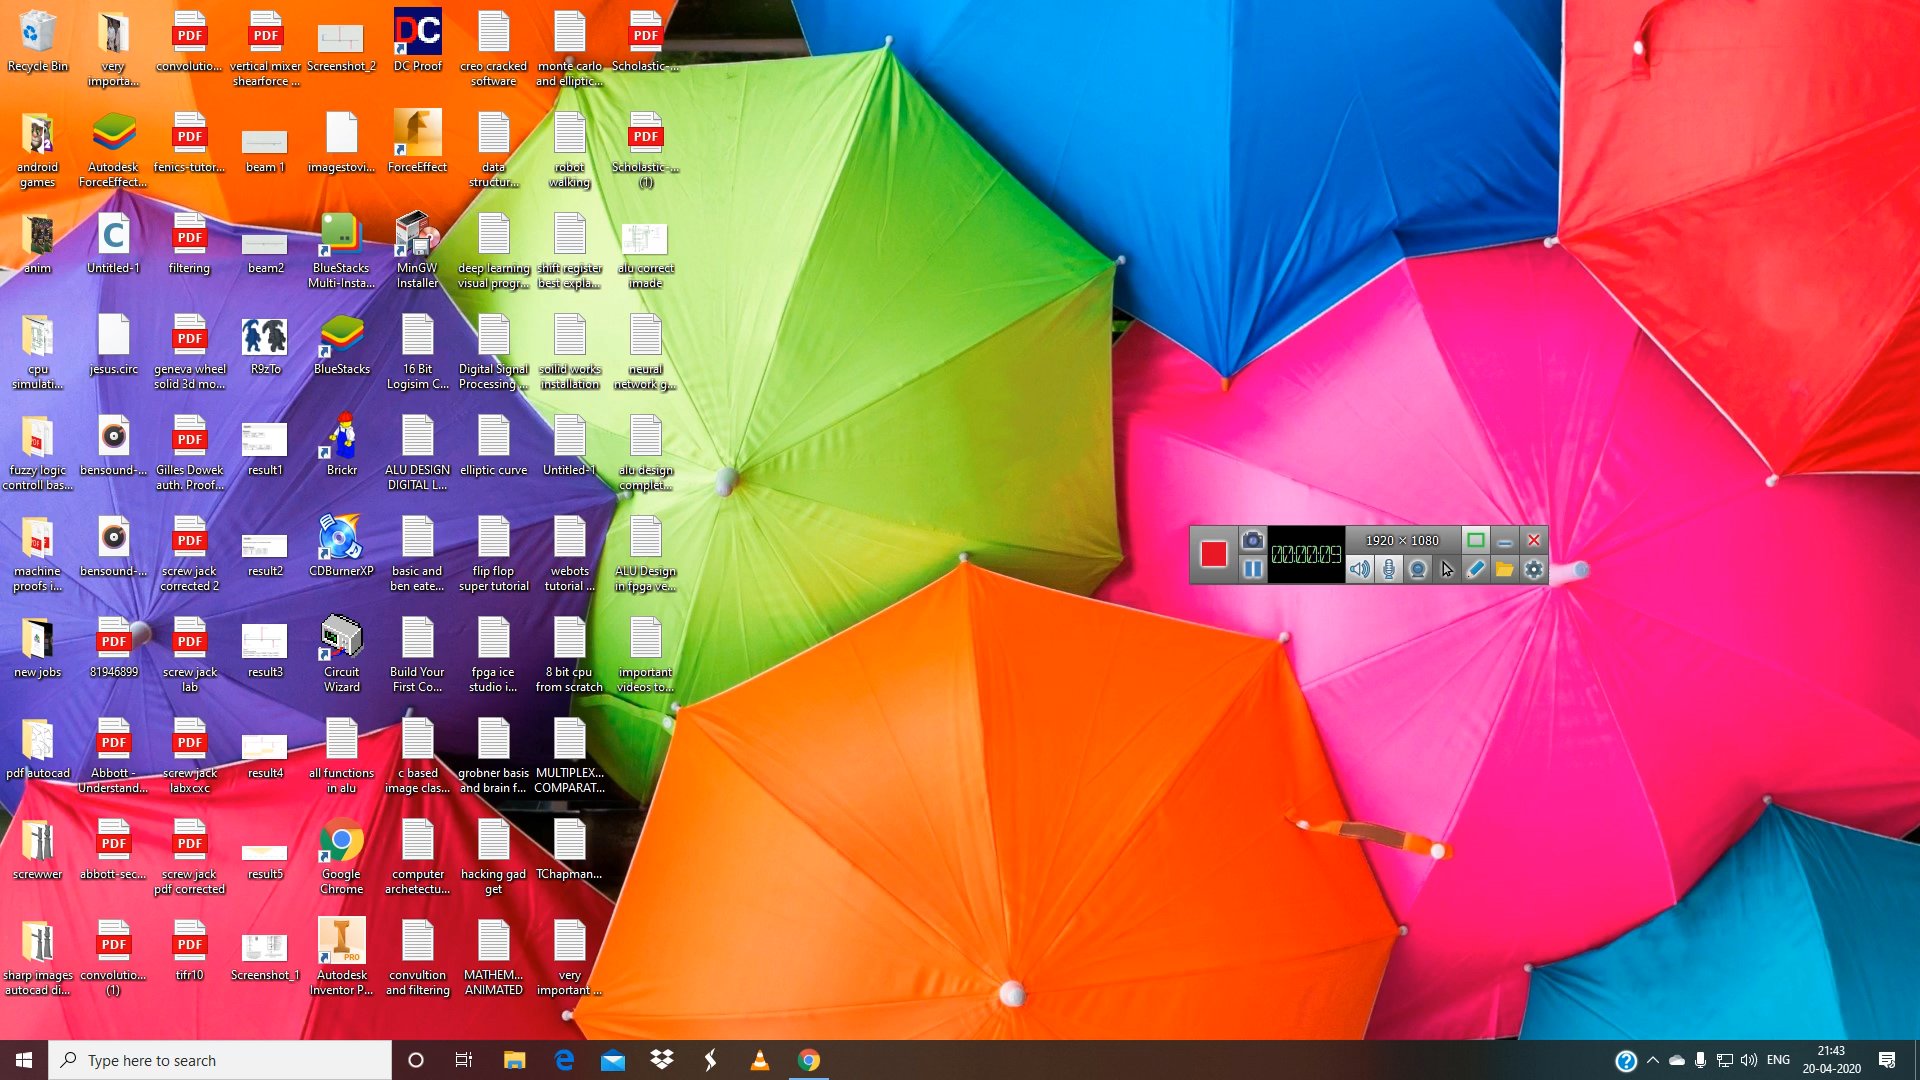 Recycle Bin
very
importa...
PDF
convolutio...
PDF
vertical mixer
shearforce ...
Screenshot_2
DC
DC Proof
creo cracked
software
monte carlo
and elliptic...
PDF
Scholastic-...
android
games
Autodesk
ForceEffect...
PDF
fenics-tutor...
beam 1
imagestovi...
ForceEffect
data
structur...
robot
walking
PDF
Scholastic-...
(1)
anim
C
Untitled-1
PDF
filtering
beam2
BlueStacks
Multi-Insta...
MinGW
Installer
deep learning
visual progr...
shift register
best expla...
alu correct
imade
cpu
simulati...
jesus.circ
PDF
geneva wheel
solid 3d mo...
R9zTo
BlueStacks
16 Bit
Logisim C...
Digital Signal
Processing ...
soilid works
installation
neural
network g...
fuzzy logic
controll bas...
bensound-...
PDF
Gilles Dowek
auth. Proof...
result1
Brickr
ALU DESIGN
DIGITAL L...
elliptic curve
Untitled-1
alu design
complet...
1920 × 1080
00:00:09
machine
proofs i...
bensound-...
PDF
screw jack
corrected 2
result2
CDBurnerXP
basic and
ben eate...
flip flop
super tutorial
webots
tutorial ...
ALU Design
in fpga ve...
new jobs
PDF
81946899
PDF
screw jack
lab
result3
Circuit
Wizard
Build Your
First Co...
fpga ice
studio i...
8 bit cpu
from scratch
important
videos to...
pdf autocad
PDF
Abbott -
Understand...
PDF
screw jack
labxcxc
result4
all functions
in alu
c based
image clas...
grobner basis
and brain f...
MULTIPLEX...
COMPARAT...
screwwer
PDF
abbott-sec...
PDF
screw jack
pdf corrected
result5
Google
Chrome
computer
archetectu...
hacking gad
get
TChapman...
sharp images
autocad di...
PDF
convolutio...
(1)
PDF
tifr10
Screenshot_1
I
PRO
Autodesk
Inventor P...
convultion
and filtering
MATHEM...
ANIMATED
very
important ...
Type here to search
ENG
21:43
20-04-2020